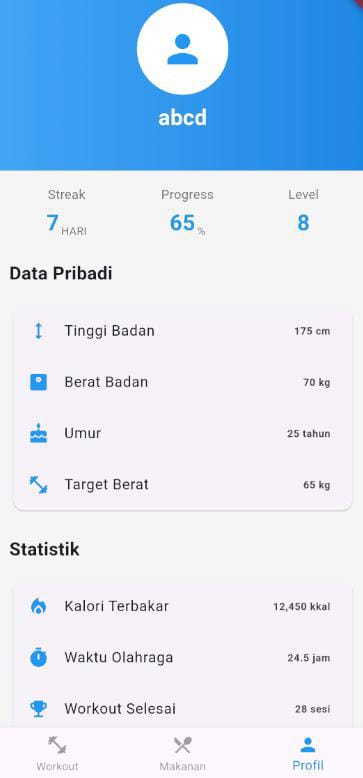 abcd
Streak Progress Level
7 HARI 65 % 8
Data Pribadi
Tinggi Badan 175 cm
Berat Badan 70 kg
Umur 25 tahun
Target Berat 65 kg
Statistik
Kalori Terbakar 12,450 kkal
Waktu Olahraga 24.5 jam
Workout Selesai 28 sesi
Workout Makanan Profil